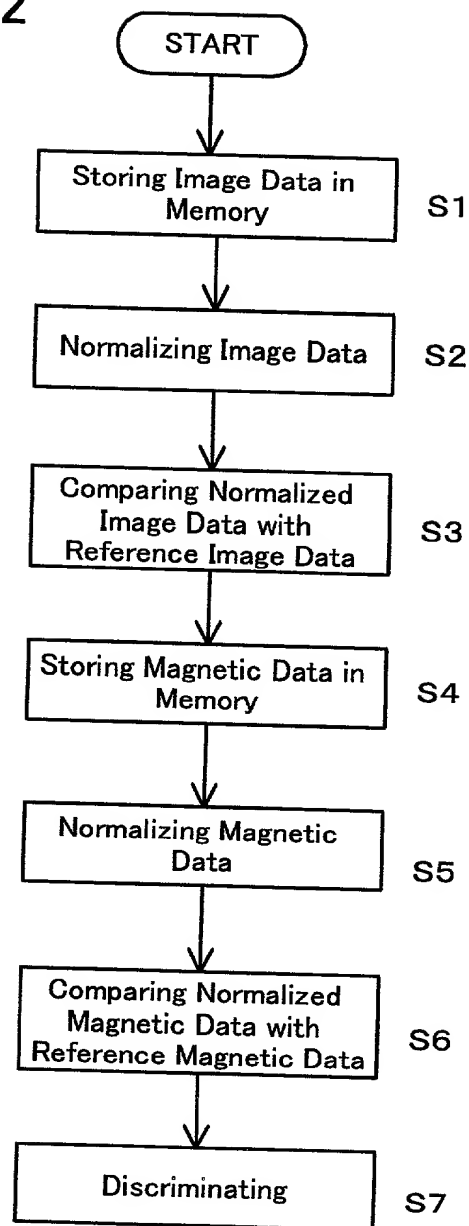 2
START
Storing Image Data in
Memory
S1
Normalizing Image Data
S2
Comparing Normalized
Image Data with
Reference Image Data
S3
Storing Magnetic Data in
Memory
S4
Normalizing Magnetic
Data
S5
Comparing Normalized
Magnetic Data with
Reference Magnetic Data
S6
Discriminating
S7